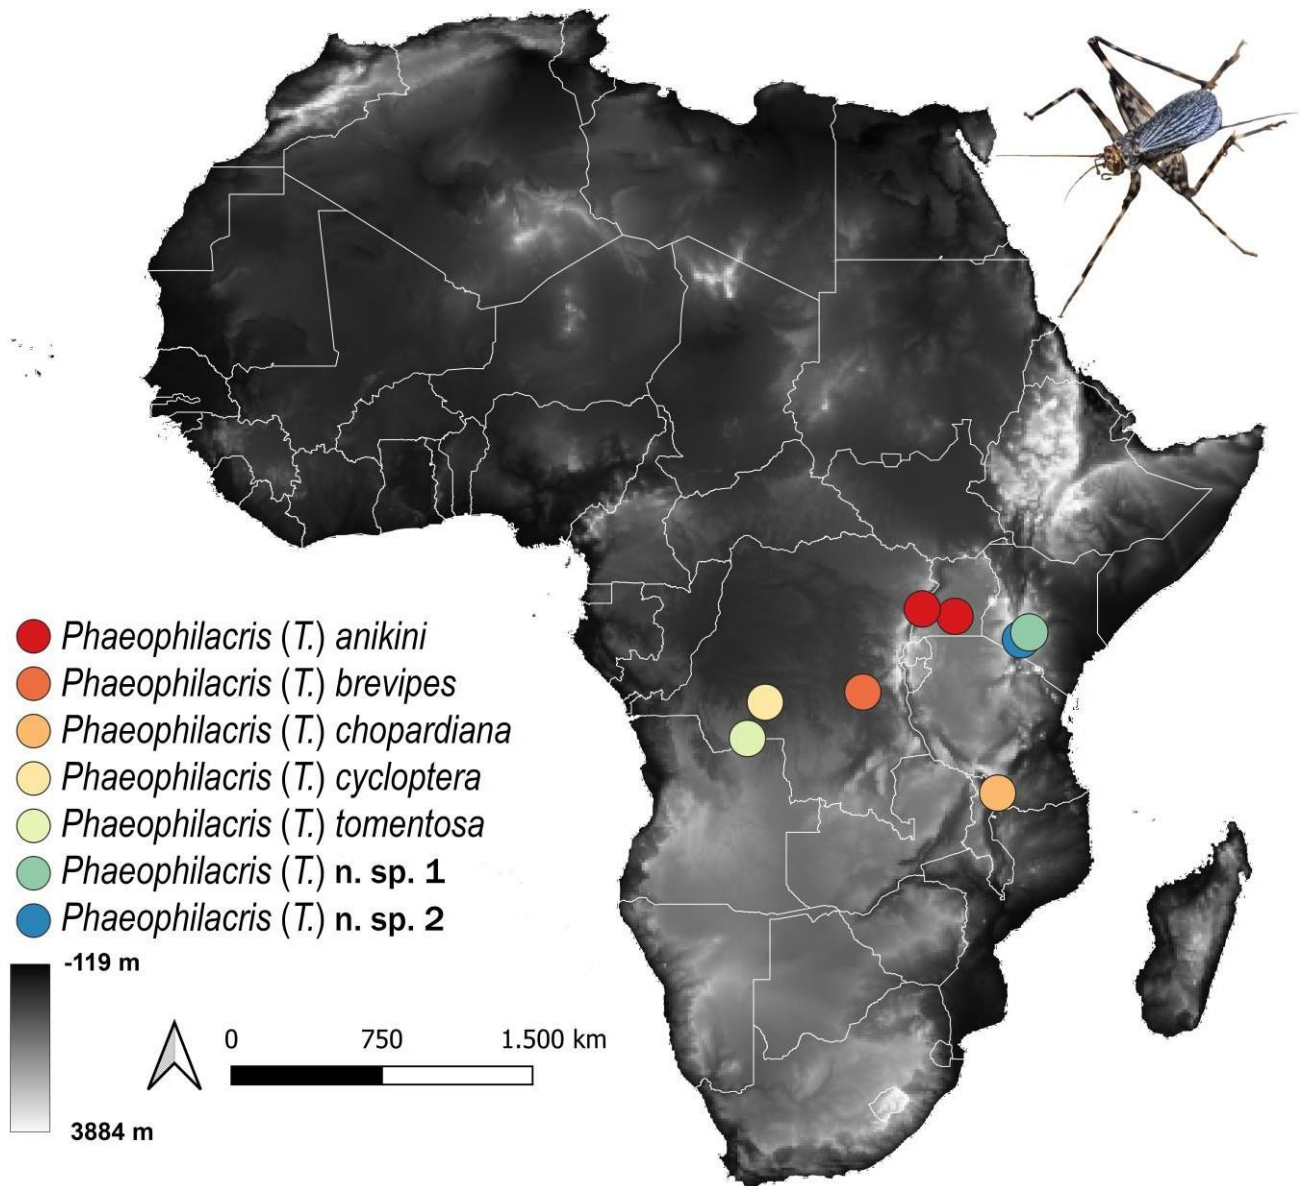 Phaeophilacris (T.) anikini
Phaeophilacris (T.) brevipes
Phaeophilacris (T.) chopardiana
Phaeophilacris (T.) cycloptera
Phaeophilacris (T.) tomentosa
Phaeophilacris (T.) n. sp. 1
Phaeophilacris (T.) n. sp. 2
-119 m
3884 m
0 750 1.500 km